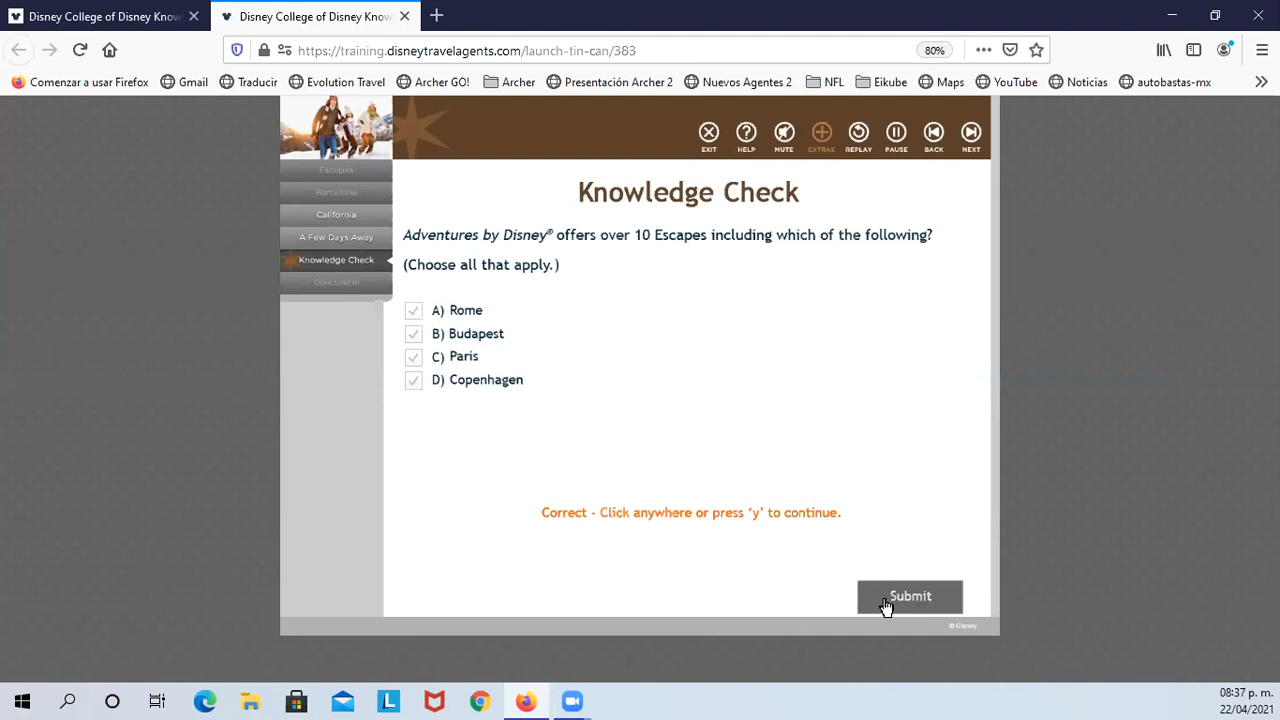 Disney College of Disney Know
Disney College of Disney Know
https://training.disneytravelagents.com/launch-tin-can/383
80%
Comenzar a usar Firefox
Gmail
Traducir
Evolution Travel
Archer GO!
Archer
Presentación Archer 2
Nuevos Agentes 2
NFL
Eikube
Maps
YouTube
Noticias
autobastas-mx
EXIT
HELP
MUTE
EXTRAS
REPLAY
PAUSE
BACK
NEXT
Escapes
Barcelona
California
A Few Days Away
Knowledge Check
Conclusion
Knowledge Check
Adventures by Disney® offers over 10 Escapes including which of the following?
(Choose all that apply.)
A) Rome
B) Budapest
C) Paris
D) Copenhagen
Correct - Click anywhere or press ‘y’ to continue.
Submit
© Disney
08:37 p. m.
22/04/2021